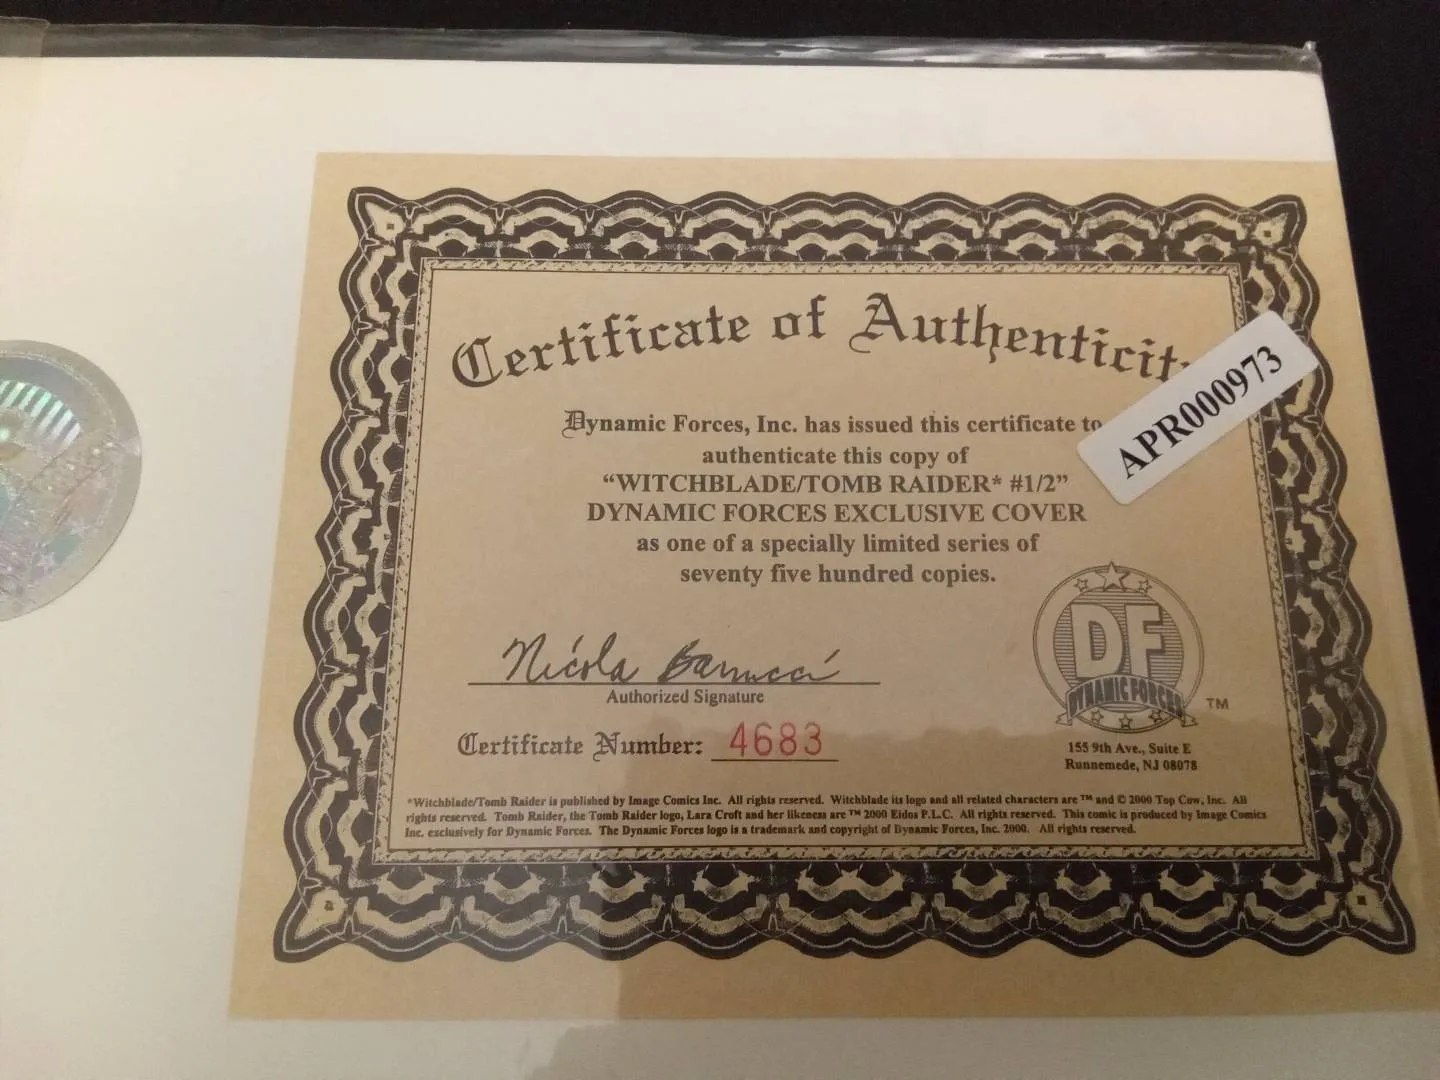 Certificate of Authenticit
APR000973
Dynamic Forces, Inc. has issued this certificate to
authenticate this copy of
“WITCHBLADE/TOMB RAIDER* #1/2”
DYNAMIC FORCES EXCLUSIVE COVER
as one of a specially limited series of
seventy five hundred copies.
DF
DYNAMIC FORCES
TM
Nicola Barrucci
Authorized Signature
Certificate Number: 4683
155 9th Ave., Suite E
Runnemede, NJ 08078
*Witchblade/Tomb Raider is published by Image Comics Inc. All rights reserved. Witchblade its logo and all related characters are ™ and © 2000 Top Cow, Inc. All
rights reserved. Tomb Raider, the Tomb Raider logo, Lara Croft and her likeness are ™ 2000 Eidos P.L.C. All rights reserved. This comic is produced by Image Comics
Inc. exclusively for Dynamic Forces. The Dynamic Forces logo is a trademark and copyright of Dynamic Forces, Inc. 2000. All rights reserved.